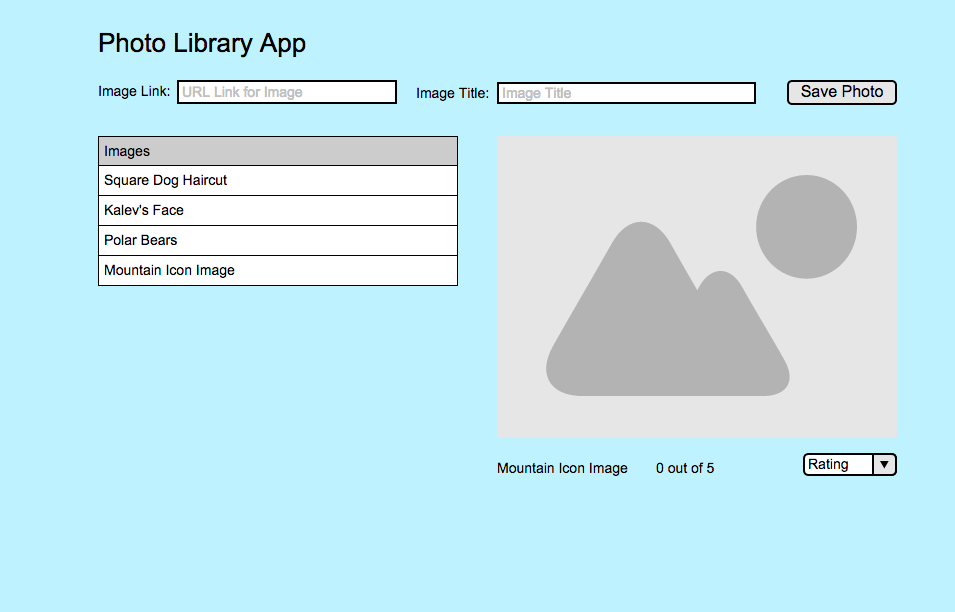 Photo Library App
Image Link: URL Link for Image Image Title: Image Title Save Photo
Images
Square Dog Haircut
Kalev's Face
Polar Bears
Mountain Icon Image
Mountain Icon Image 0 out of 5 Rating